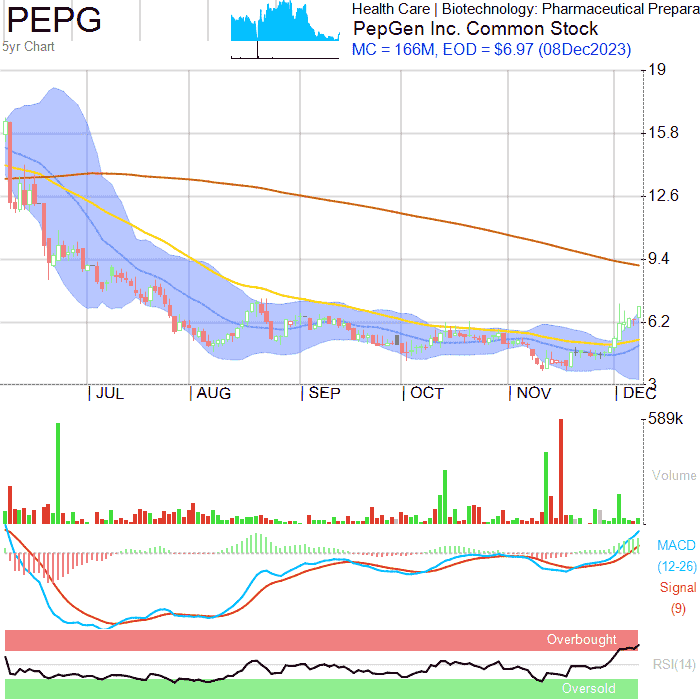 PEPG
5yr Chart
Health Care | Biotechnology: Pharmaceutical Prepara
PepGen Inc. Common Stock
MC = 166M, EOD = $6.97 (08Dec2023)
19
15.8
12.6
9.4
6.2
3
JUL
AUG
SEP
OCT
NOV
DEC
589k
Volume
MACD
(12-26)
Signal
(9)
Overbought
RSI(14)
Oversold